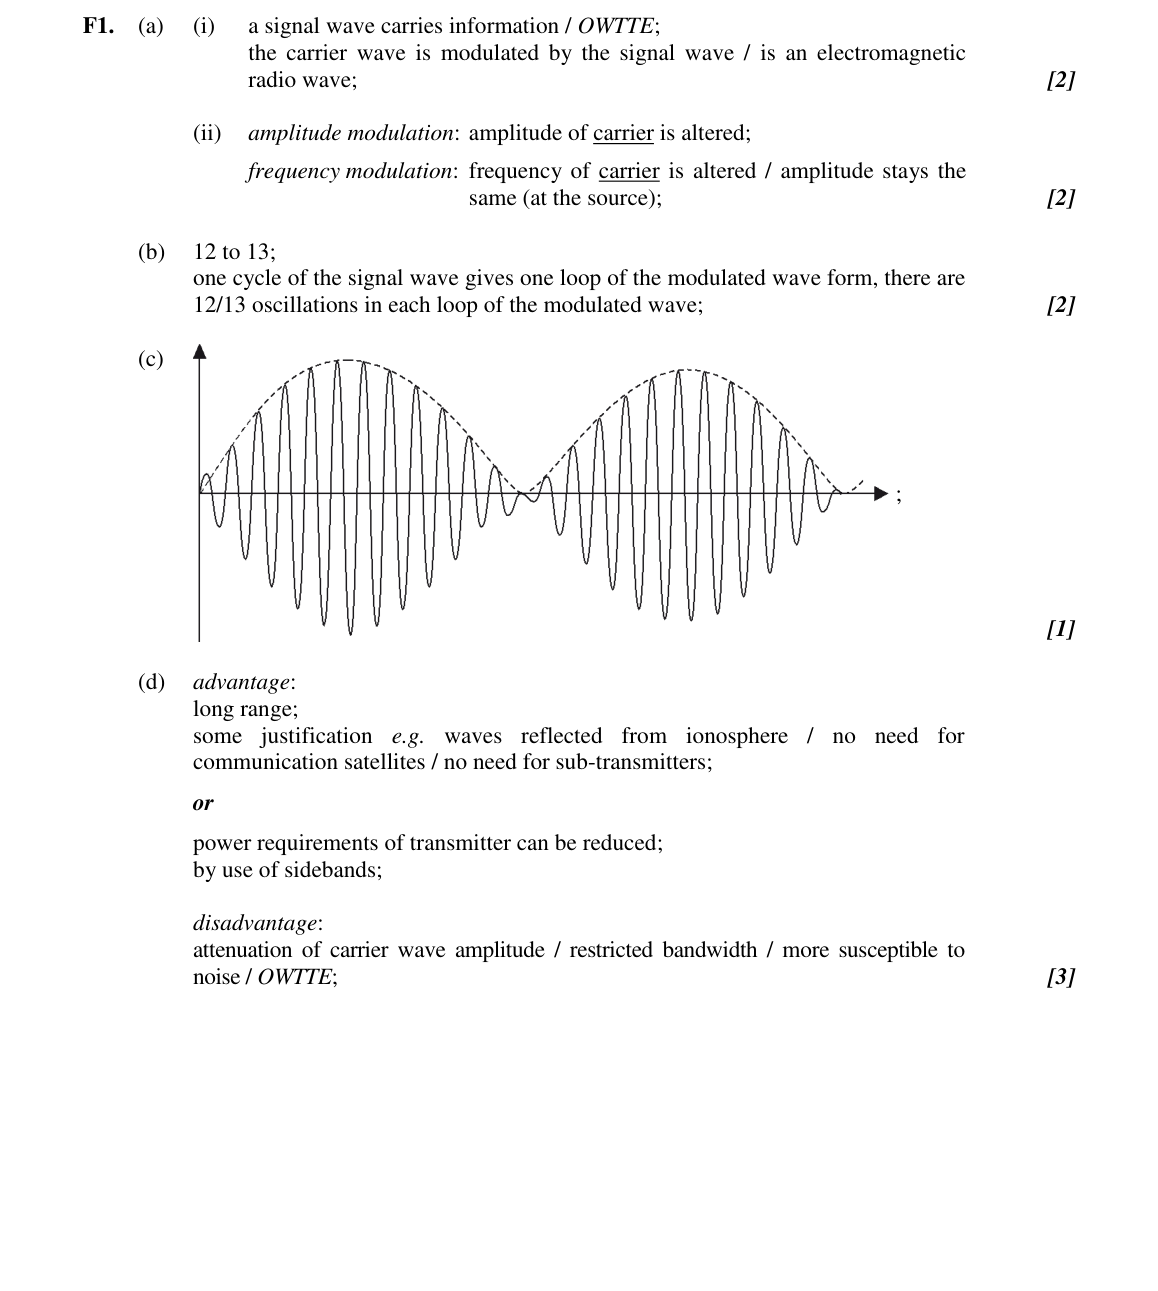 F1. (a) (i) a signal wave carries information / OWTTE;
the carrier wave is modulated by the signal wave / is an electromagnetic
radio wave; [2]
(ii) amplitude modulation: amplitude of carrier is altered;
frequency modulation: frequency of carrier is altered / amplitude stays the
same (at the source); [2]
(b) 12 to 13;
one cycle of the signal wave gives one loop of the modulated wave form, there are
12/13 oscillations in each loop of the modulated wave; [2]
(c)
;
[1]
(d) advantage:
long range;
some justification e.g. waves reflected from ionosphere / no need for
communication satellites / no need for sub-transmitters;
or
power requirements of transmitter can be reduced;
by use of sidebands;
disadvantage:
attenuation of carrier wave amplitude / restricted bandwidth / more susceptible to
noise / OWTTE; [3]